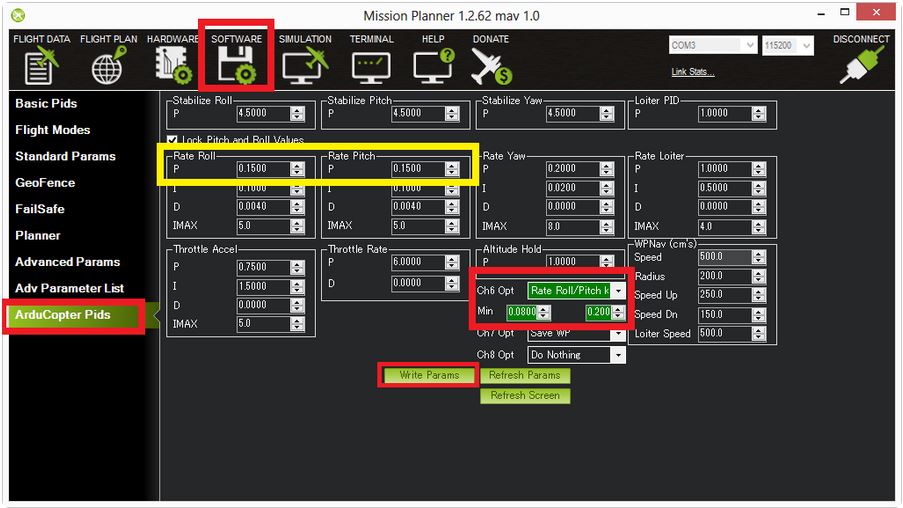 Mission Planner 1.2.62 mav 1.0
FLIGHT DATA FLIGHT PLAN HARDWARE SOFTWARE SIMULATION TERMINAL HELP DONATE DISCONNECT
COM3 115200
Link Stats...
Basic Pids
Flight Modes
Standard Params
GeoFence
FailSafe
Planner
Advanced Params
Adv Parameter List
ArduCopter Pids
Stabilize Roll
P 4.5000
Stabilize Pitch
P 4.5000
Stabilize Yaw
P 4.5000
Loiter PID
P 1.0000
Lock Pitch and Roll Values
Rate Roll
P 0.1500
I 0.1000
D 0.0040
IMAX 5.0
Rate Pitch
P 0.1500
I 0.1000
D 0.0040
IMAX 5.0
Rate Yaw
P 0.2000
I 0.0200
D 0.0000
IMAX 8.0
Rate Loiter
P 1.0000
I 0.5000
D 0.0000
IMAX 4.0
Throttle Accel
P 0.7500
I 1.5000
D 0.0000
IMAX 5.0
Throttle Rate
P 6.0000
D 0.0000
Altitude Hold
P 1.0000
WPNav (cm's)
Speed 500.0
Radius 200.0
Speed Up 250.0
Speed Dn 150.0
Loiter Speed 500.0
Ch6 Opt Rate Roll/Pitch k
Min 0.0800 0.200
Ch7 Opt Save WP
Ch8 Opt Do Nothing
Write Params Refresh Params
Refresh Screen